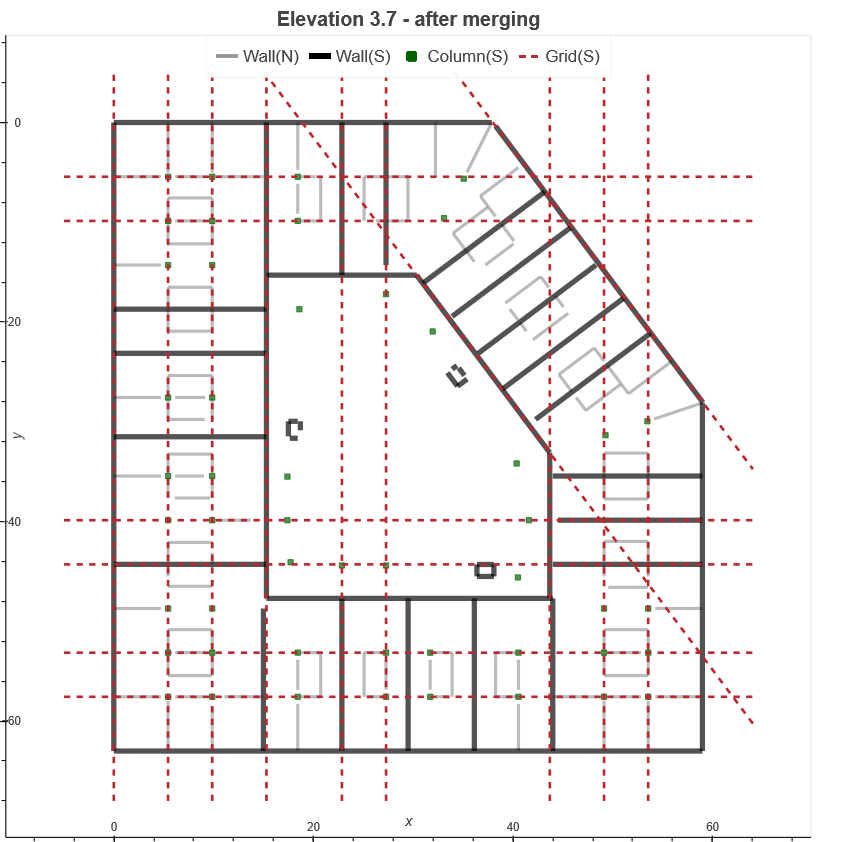 Elevation 3.7 - after merging
Wall(N) Wall(S) Column(S) Grid(S)
0
-20
-40
-60
y
x
0 20 40 60